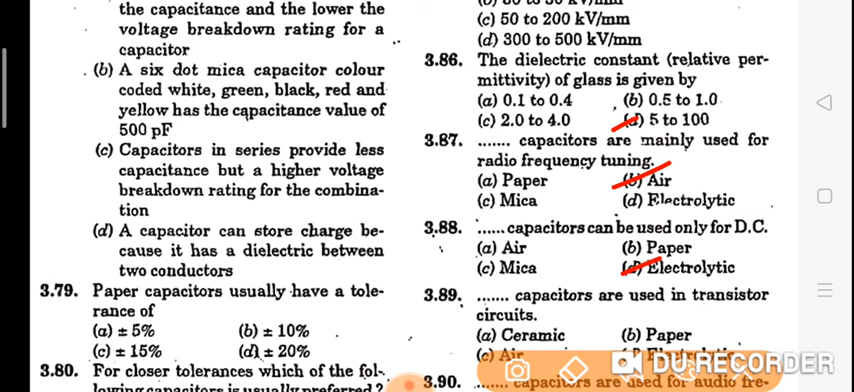 the capacitance and the lower the
voltage breakdown rating for a
capacitor
(b) A six dot mica capacitor colour
coded white, green, black, red and
yellow has the capacitance value of
500 pF
(c) Capacitors in series provide less
capacitance but a higher voltage
breakdown rating for the combina-
tion
(d) A capacitor can store charge be-
cause it has a dielectric between
two conductors
3.79. Paper capacitors usually have a tole-
rance of
(a) ± 5% (b) ± 10%
(c) ± 15% (d) ± 20%
3.80. For closer tolerances which of the fol-
lowing capacitors is usually preferred ?
(c) 50 to 200 kV/mm
(d) 300 to 500 kV/mm
3.86. The dielectric constant (relative per-
mittivity) of glass is given by
(a) 0.1 to 0.4 (b) 0.5 to 1.0
(c) 2.0 to 4.0 (d) 5 to 100
3.87. ....... capacitors are mainly used for
radio frequency tuning.
(a) Paper (b) Air
(c) Mica (d) Electrolytic
3.88. ...... capacitors can be used only for D.C.
(a) Air (b) Paper
(c) Mica (d) Electrolytic
3.89. ....... capacitors are used in transistor
circuits.
(a) Ceramic (b) Paper
(c) Air
DU RECORDER
3.90. ....... capacitors are used for audio fre-